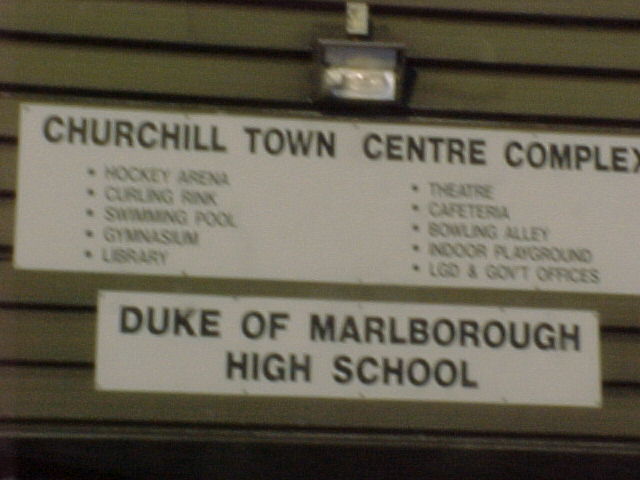 CHURCHILL TOWN CENTRE COMPLEX
• HOCKEY ARENA
• CURLING RINK
• SWIMMING POOL
• GYMNASIUM
• LIBRARY
• THEATRE
• CAFETERIA
• BOWLING ALLEY
• INDOOR PLAYGROUND
• LGD & GOV'T OFFICES
DUKE OF MARLBOROUGH
HIGH SCHOOL